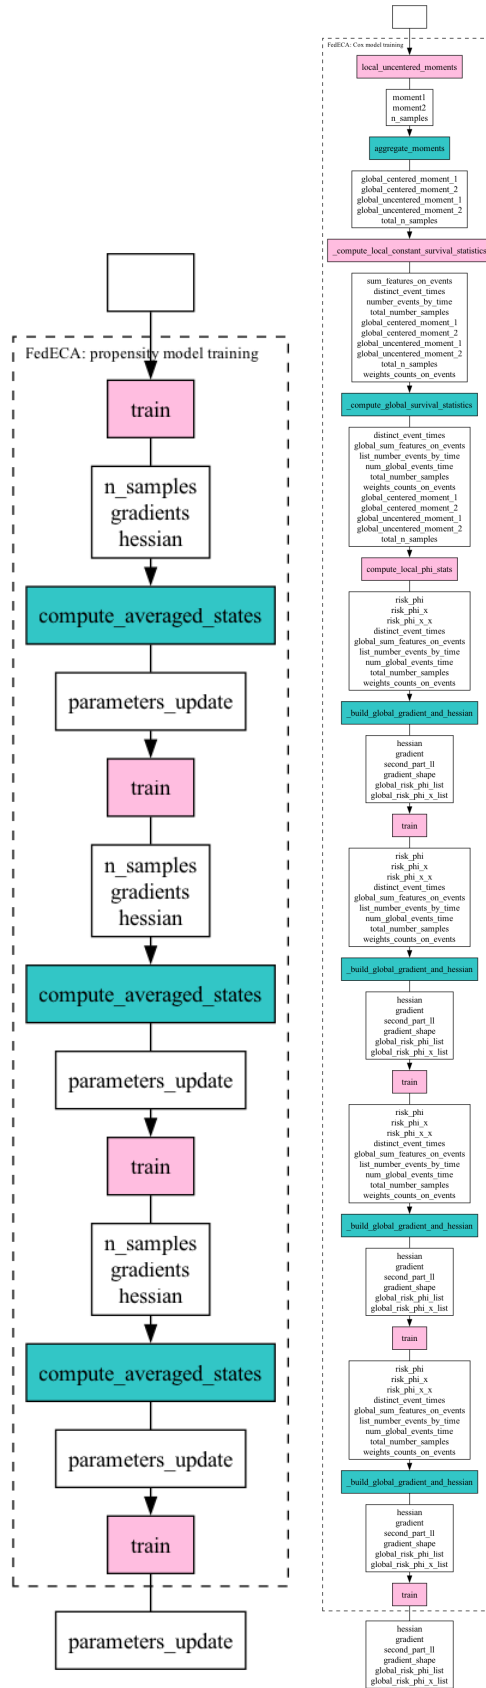 FedECA: propensity model training
train
n_samples
gradients
hessian
compute_averaged_states
parameters_update
train
n_samples
gradients
hessian
compute_averaged_states
parameters_update
train
n_samples
gradients
hessian
compute_averaged_states
parameters_update
train
parameters_update
FedECA: Cox model training
local_uncentered_moments
moment1
moment2
n_samples
aggregate_moments
global_centered_moment_1
global_centered_moment_2
global_uncentered_moment_1
global_uncentered_moment_2
total_n_samples
_compute_local_constant_survival_statistics
sum_features_on_events
distinct_event_times
number_events_by_time
total_number_samples
global_centered_moment_1
global_centered_moment_2
global_uncentered_moment_1
global_uncentered_moment_2
total_n_samples
weights_counts_on_events
_compute_global_survival_statistics
distinct_event_times
global_sum_features_on_events
list_number_events_by_time
num_global_events_time
total_number_samples
weights_counts_on_events
global_centered_moment_1
global_centered_moment_2
global_uncentered_moment_1
global_uncentered_moment_2
total_n_samples
compute_local_phi_stats
risk_phi
risk_phi_x
risk_phi_x_x
distinct_event_times
global_sum_features_on_events
list_number_events_by_time
num_global_events_time
total_number_samples
weights_counts_on_events
_build_global_gradient_and_hessian
hessian
gradient
second_part_ll
gradient_shape
global_risk_phi_list
global_risk_phi_x_list
train
risk_phi
risk_phi_x
risk_phi_x_x
distinct_event_times
global_sum_features_on_events
list_number_events_by_time
num_global_events_time
total_number_samples
weights_counts_on_events
_build_global_gradient_and_hessian
hessian
gradient
second_part_ll
gradient_shape
global_risk_phi_list
global_risk_phi_x_list
train
risk_phi
risk_phi_x
risk_phi_x_x
distinct_event_times
global_sum_features_on_events
list_number_events_by_time
num_global_events_time
total_number_samples
weights_counts_on_events
_build_global_gradient_and_hessian
hessian
gradient
second_part_ll
gradient_shape
global_risk_phi_list
global_risk_phi_x_list
train
risk_phi
risk_phi_x
risk_phi_x_x
distinct_event_times
global_sum_features_on_events
list_number_events_by_time
num_global_events_time
total_number_samples
weights_counts_on_events
_build_global_gradient_and_hessian
hessian
gradient
second_part_ll
gradient_shape
global_risk_phi_list
global_risk_phi_x_list
train
hessian
gradient
second_part_ll
gradient_shape
global_risk_phi_list
global_risk_phi_x_list